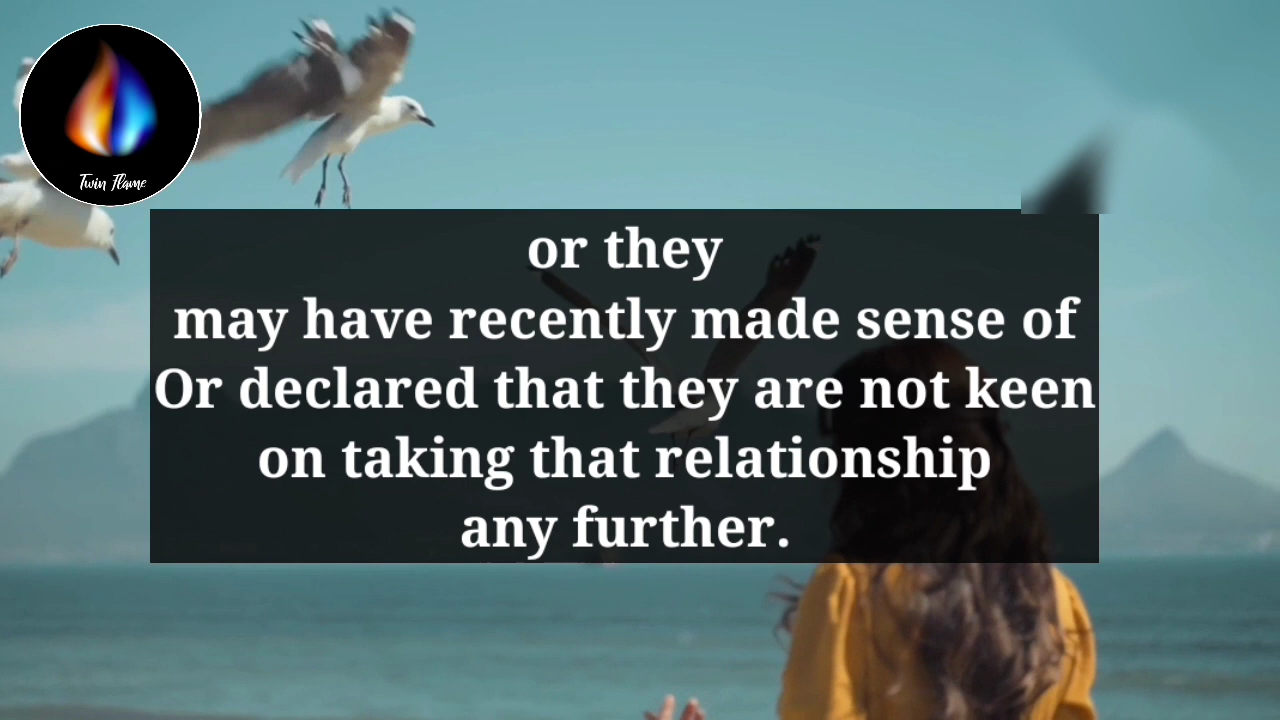 Twin Flame
or they
may have recently made sense of
Or declared that they are not keen
on taking that relationship
any further.